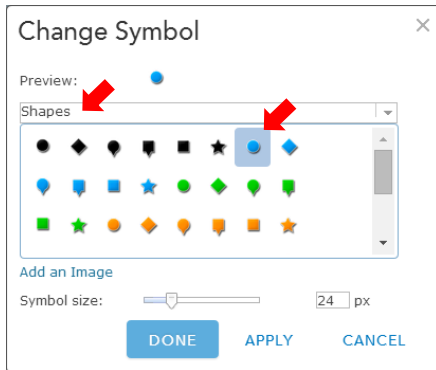 Change Symbol
Preview:
Shapes
Add an Image
Symbol size:
24 px
DONE APPLY CANCEL